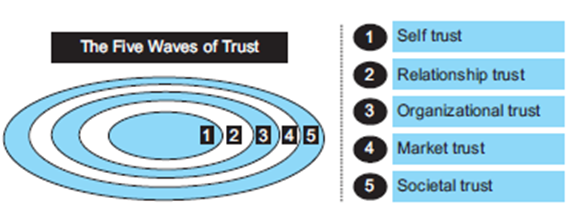 The Five Waves of Trust
1 2 3 4 5
1 Self trust
2 Relationship trust
3 Organizational trust
4 Market trust
5 Societal trust